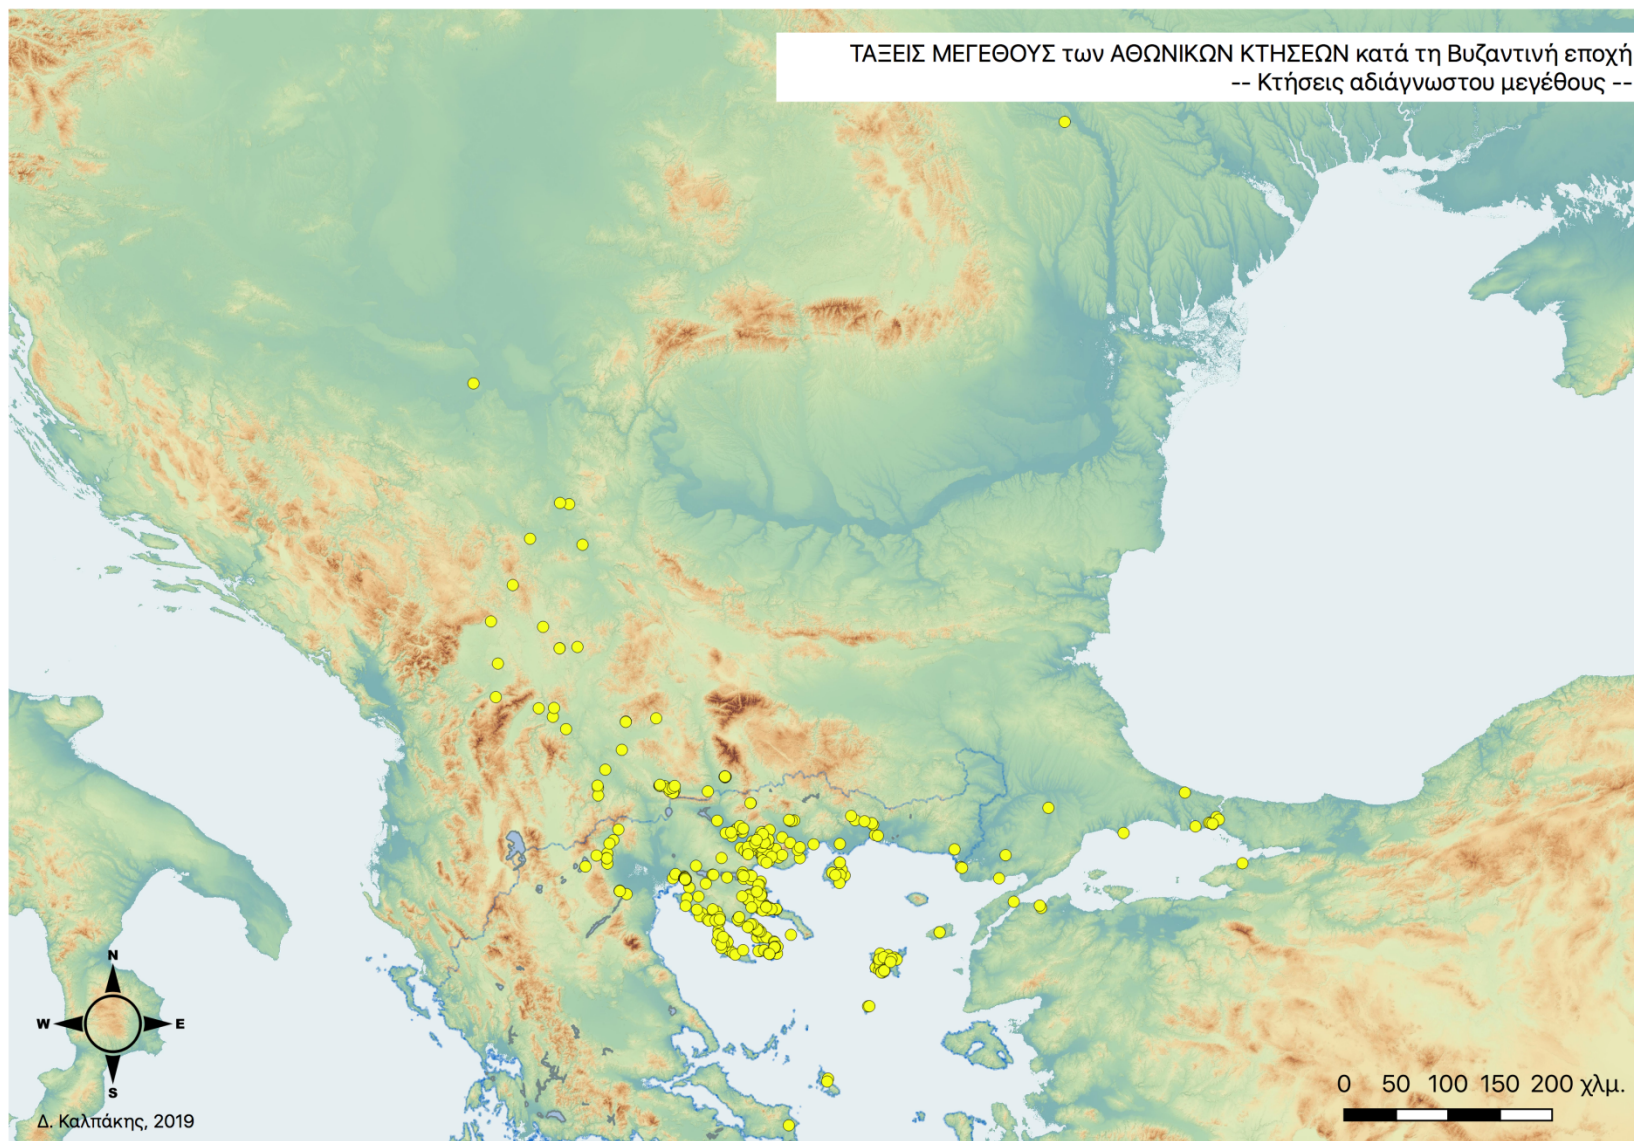 ΤΑΞΕΙΣ ΜΕΓΕΘΟΥΣ των ΑΘΩΝΙΚΩΝ ΚΤΗΣΕΩΝ κατά τη Βυζαντινή εποχή
-- Κτήσεις αδιάγνωστου μεγέθους --
N
W E
S
0 50 100 150 200 χλμ.
Δ. Καλπάκης, 2019